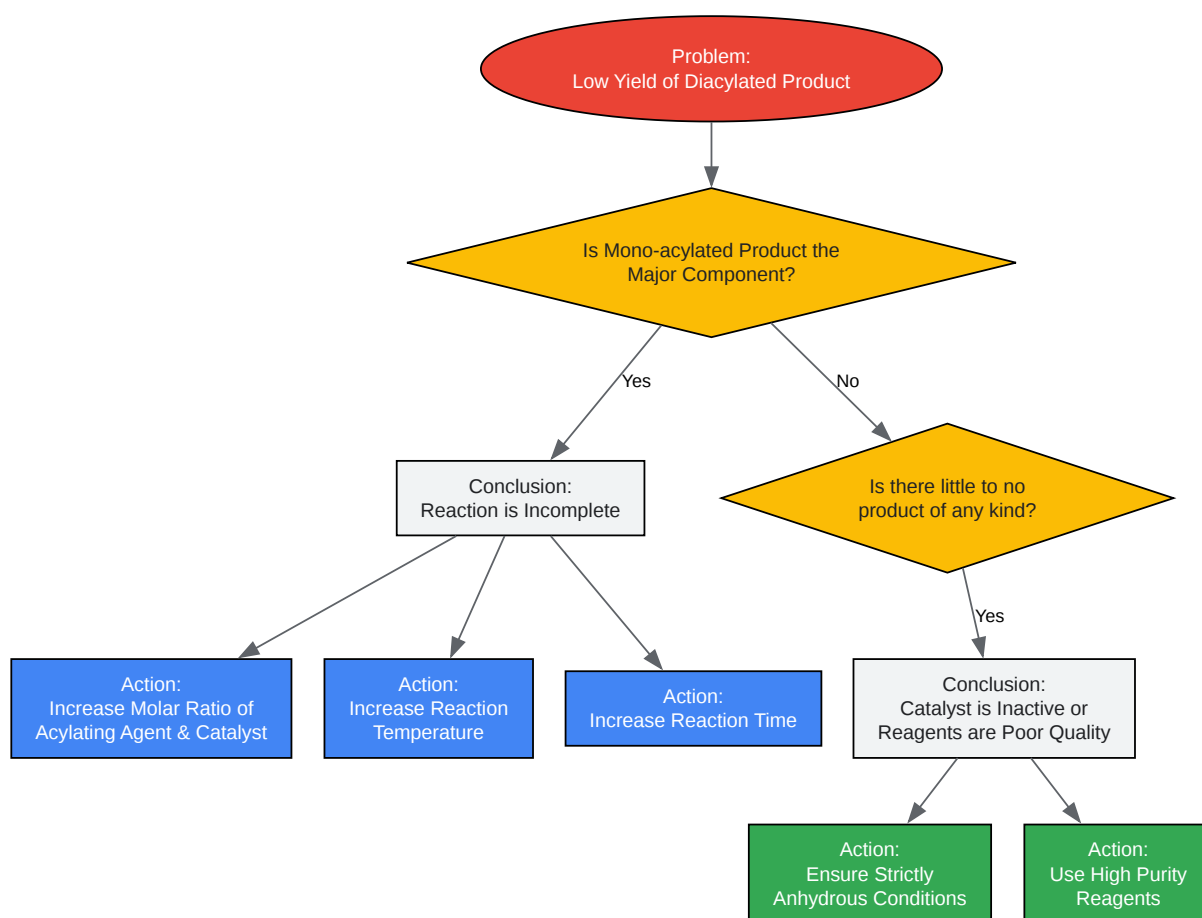 Problem:
Low Yield of Diacylated Product
Is Mono-acylated Product the
Major Component?
Yes
No
Conclusion:
Reaction is Incomplete
Is there little to no
product of any kind?
Yes
Action:
Increase Molar Ratio of
Acylating Agent & Catalyst
Action:
Increase Reaction
Temperature
Action:
Increase Reaction Time
Conclusion:
Catalyst is Inactive or
Reagents are Poor Quality
Action:
Ensure Strictly
Anhydrous Conditions
Action:
Use High Purity
Reagents